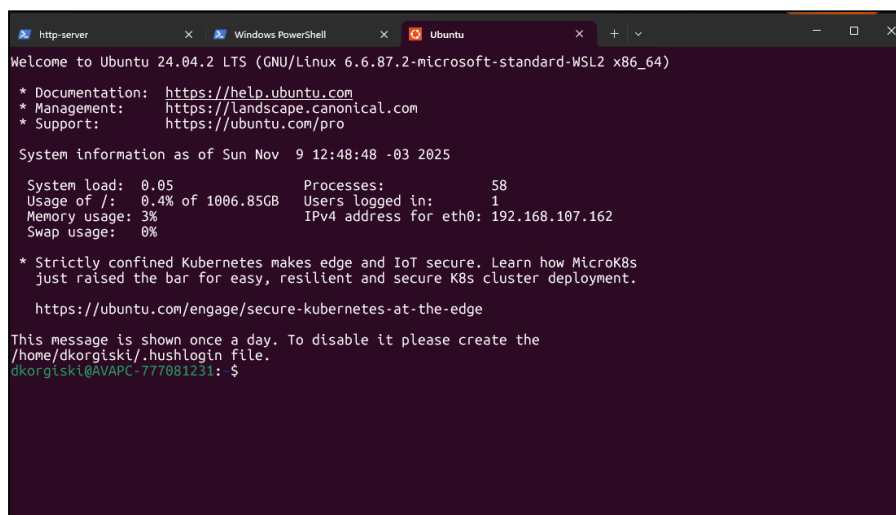 http-server Windows PowerShell Ubuntu
Welcome to Ubuntu 24.04.2 LTS (GNU/Linux 6.6.87.2-microsoft-standard-WSL2 x86_64)
* Documentation: https://help.ubuntu.com
* Management: https://landscape.canonical.com
* Support: https://ubuntu.com/pro
System information as of Sun Nov 9 12:48:48 -03 2025
System load: 0.05 Processes: 58
Usage of /: 0.4% of 1006.85GB Users logged in: 1
Memory usage: 3% IPv4 address for eth0: 192.168.107.162
Swap usage: 0%
* Strictly confined Kubernetes makes edge and IoT secure. Learn how MicroK8s
just raised the bar for easy, resilient and secure K8s cluster deployment.
https://ubuntu.com/engage/secure-kubernetes-at-the-edge
This message is shown once a day. To disable it please create the
/home/dkorgiski/.hushlogin file.
dkorgiski@AVAPC-777081231:~$